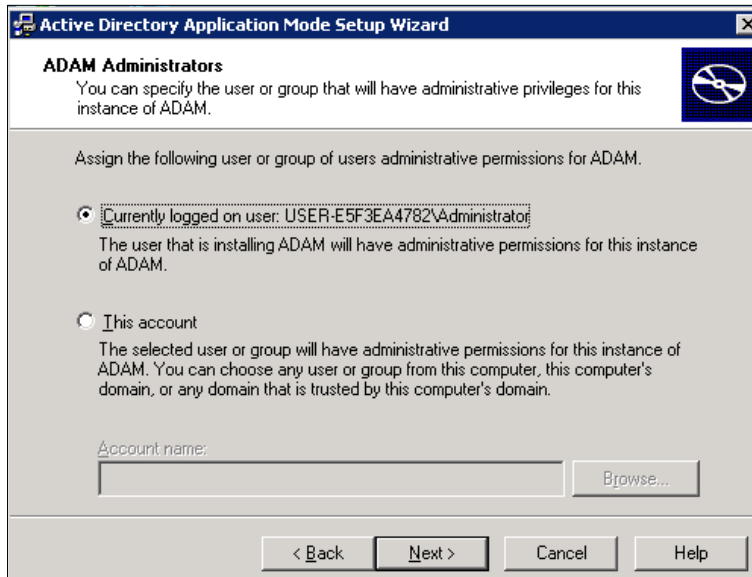 Active Directory Application Mode Setup Wizard
ADAM Administrators
You can specify the user or group that will have administrative privileges for this
instance of ADAM.
Assign the following user or group of users administrative permissions for ADAM.
Currently logged on user: USER-E5F3EA4782\Administrator
The user that is installing ADAM will have administrative permissions for this instance
of ADAM.
This account
The selected user or group will have administrative permissions for this instance of
ADAM. You can choose any user or group from this computer, this computer's
domain, or any domain that is trusted by this computer's domain.
Account name:
Browse...
< Back Next > Cancel Help